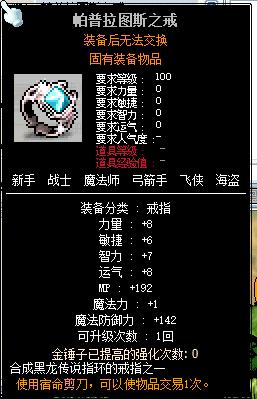 帕普拉图斯之戒
装备后无法交换
固有装备物品
要求等级： 100
要求力量： 0
要求敏捷： 0
要求智力： 0
要求运气： 0
要求人气度： -
道具等级： -
道具经验值： -
新手 战士 魔法师 弓箭手 飞侠 海盗
装备分类 : 戒指
力量 : +8
敏捷 : +6
智力 : +7
运气 : +8
MP : +192
魔法力 : +1
魔法防御力 : +142
可升级次数 : 1回
金锤子已提高的强化次数: 0
合成黑龙传说指环的戒指之一
使用宿命剪刀，可以使物品交易1次。